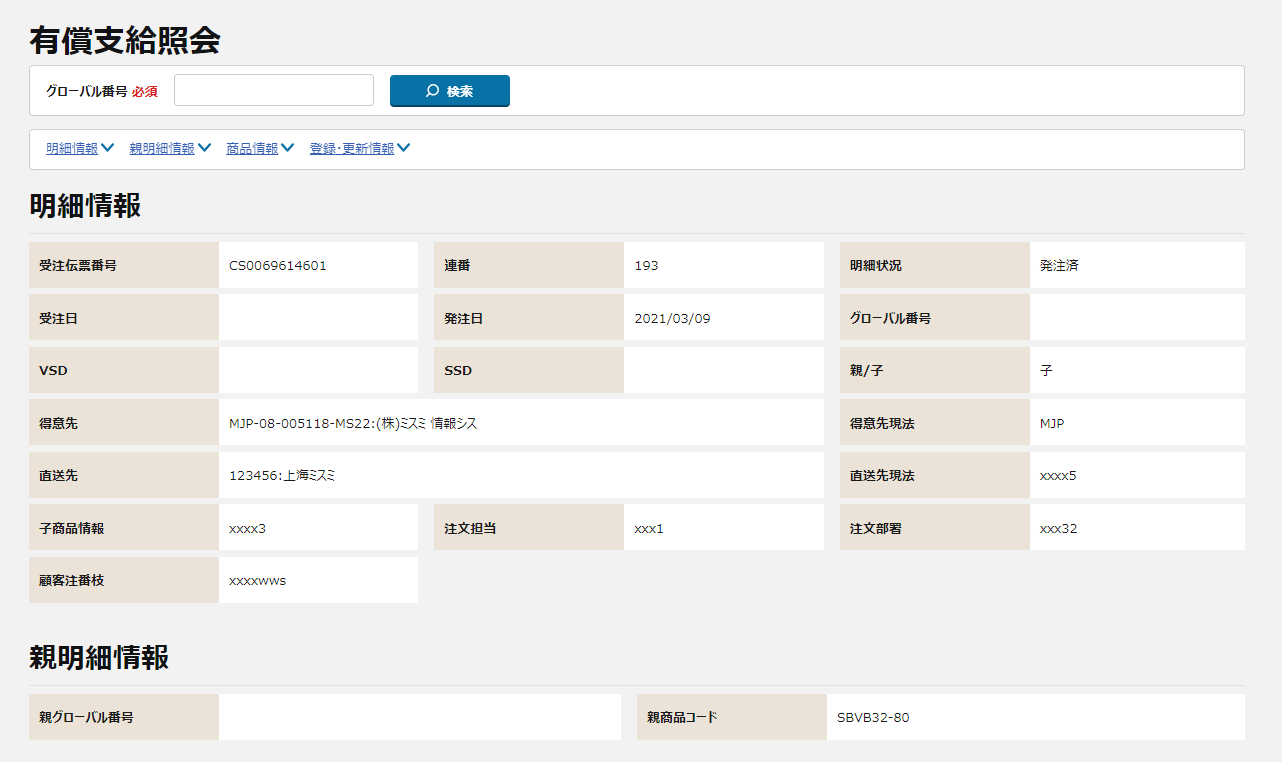 有償支給照会
グローバル番号 必須 検索
明細情報 親明細情報 商品情報 登録・更新情報
明細情報
受注伝票番号 CS0069614601 連番 193 明細状況 発注済
受注日 発注日 2021/03/09 グローバル番号
VSD SSD 親/子 子
得意先 MJP-08-005118-MS22:(株)ミスミ 情報シス 得意先現法 MJP
直送先 123456:上海ミスミ 直送先現法 xxxx5
子商品情報 xxxx3 注文担当 xxx1 注文部署 xxx32
顧客注番枝 xxxxwws
親明細情報
親グローバル番号 親商品コード SBVB32-80